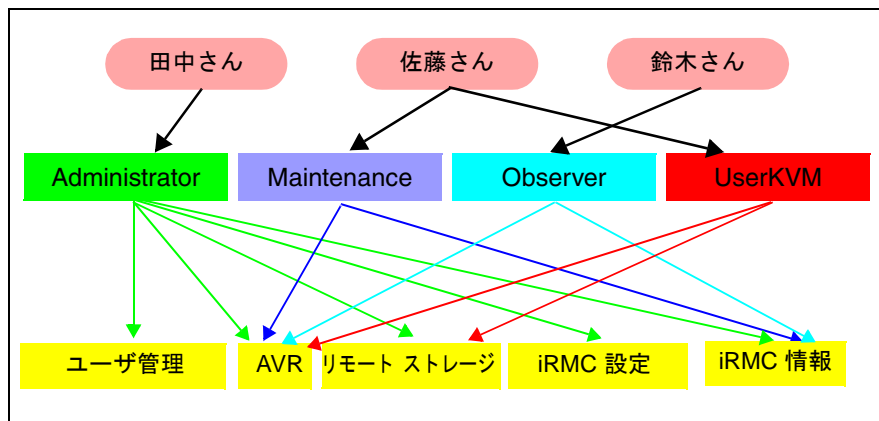 田中さん
佐藤さん
鈴木さん
Administrator
Maintenance
Observer
UserKVM
ユーザ管理
AVR
リモート ストレージ
iRMC 設定
iRMC 情報